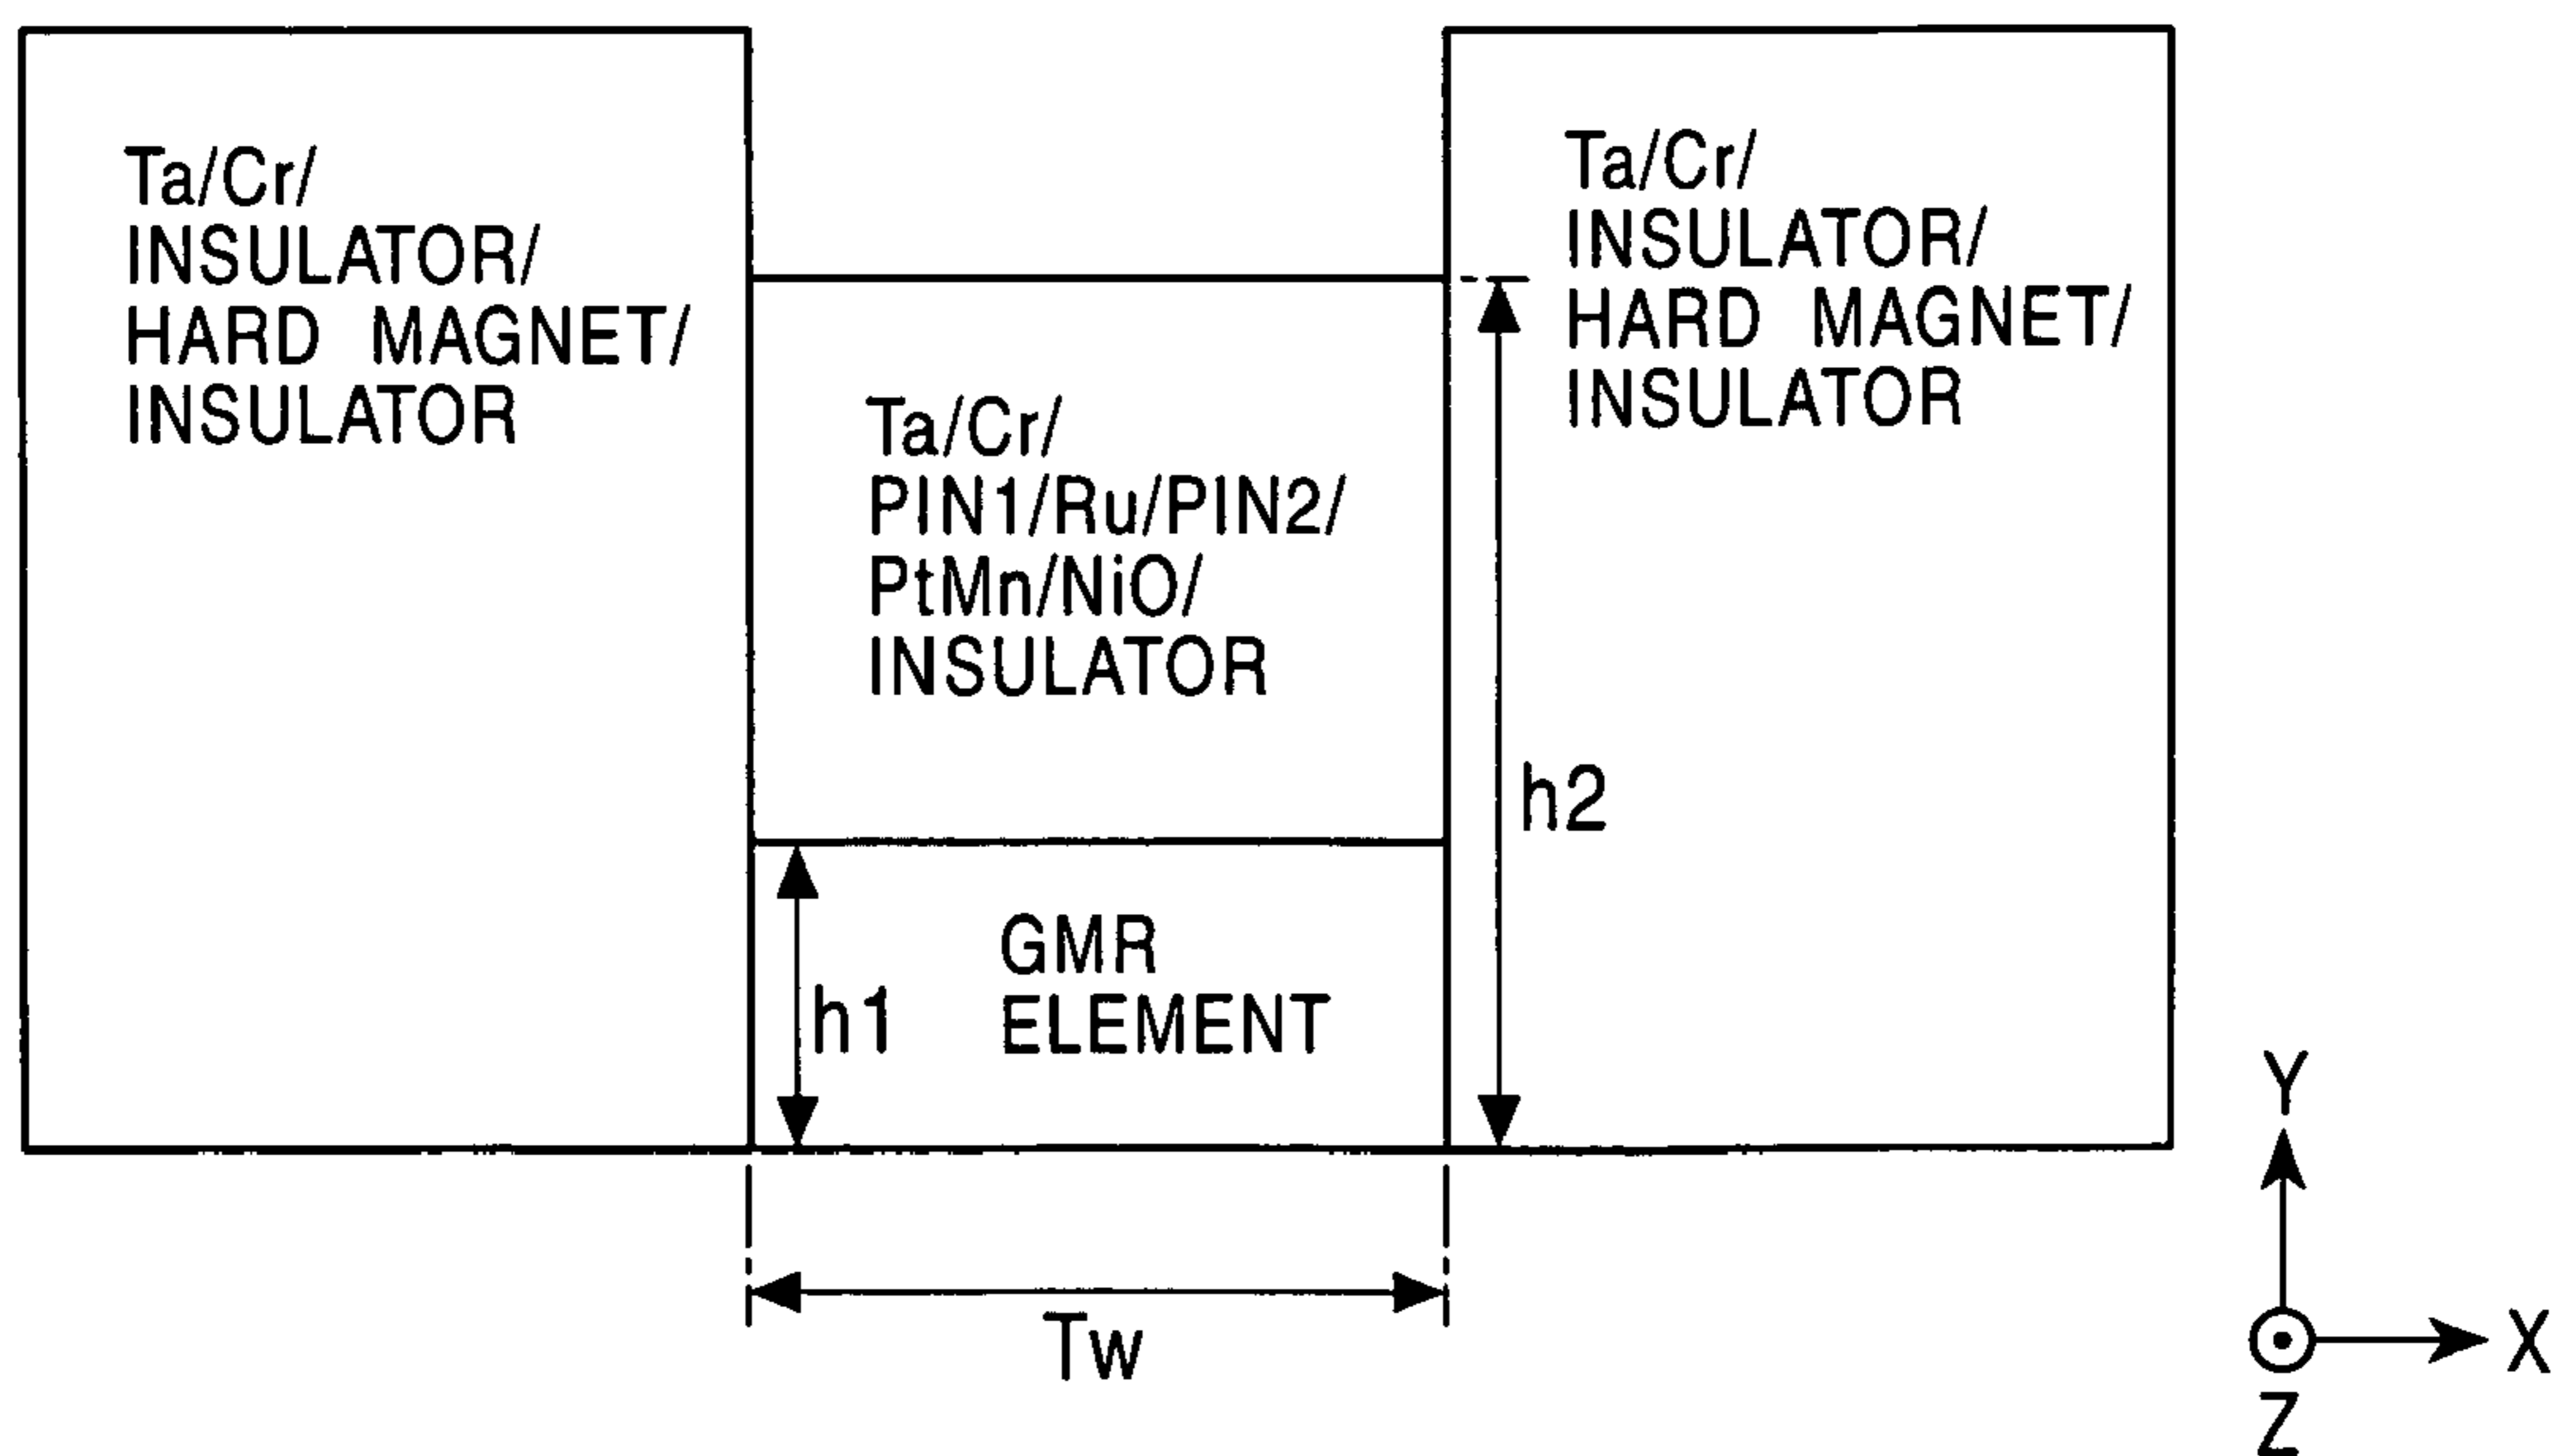 Ta/Cr/
INSULATOR/
HARD MAGNET/
INSULATOR
Ta/Cr/
PIN1/Ru/PIN2/
PtMn/NiO/
INSULATOR
Ta/Cr/
INSULATOR/
HARD MAGNET/
INSULATOR
h2
h1
GMR
ELEMENT
Tw
Y
X
Z